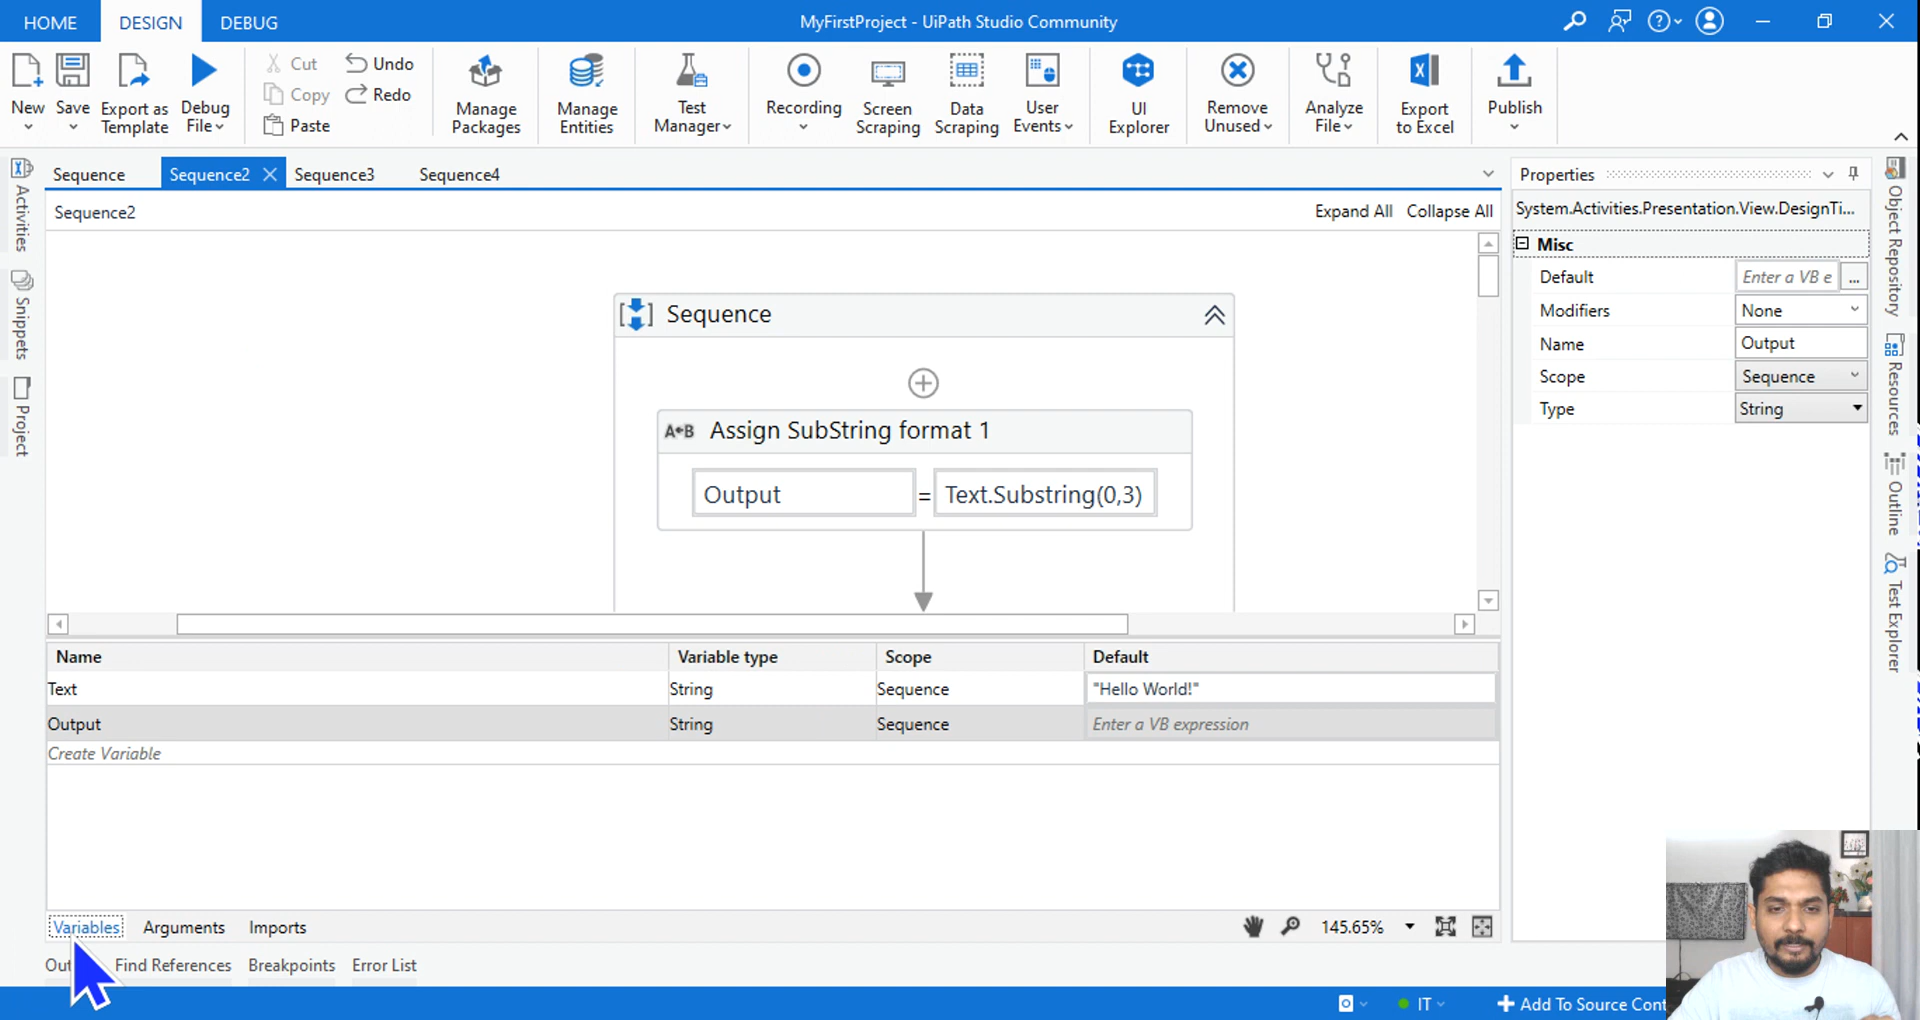 HOME DESIGN DEBUG MyFirstProject - UiPath Studio Community
New Save Export as Template Debug File Cut Copy Paste Undo Redo Manage Packages Manage Entities Test Manager Recording Screen Scraping Data Scraping User Events UI Explorer Remove Unused Analyze File Export to Excel Publish
Sequence Sequence2 Sequence3 Sequence4
Sequence2 Expand All Collapse All
Activities
Snippets
Project
Sequence
A B Assign SubString format 1
Output = Text.Substring(0,3)
Properties
System.Activities.Presentation.View.DesignTi...
Misc
Default Enter a VB e ...
Modifiers None
Name Output
Scope Sequence
Type String
Object Repository
Resources
Outline
Test Explorer
Name Variable type Scope Default
Text String Sequence "Hello World!"
Output String Sequence Enter a VB expression
Create Variable
Variables Arguments Imports 145.65%
Out Find References Breakpoints Error List
IT Add To Source Cont